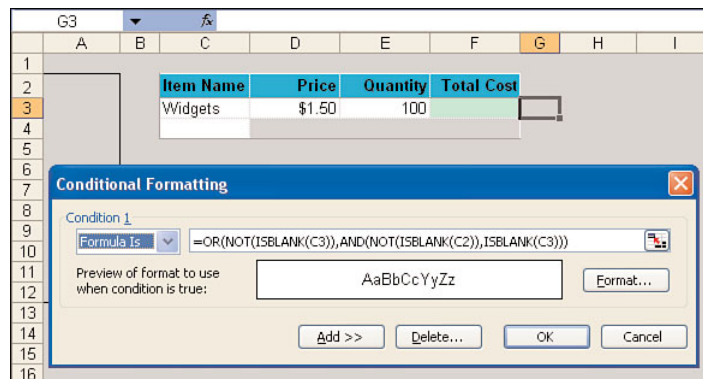 G3 fx
A B C D E F G H I
1
2 Item Name Price Quantity Total Cost
3 Widgets $1.50 100
4
5
6
7
8
9
10
11
12
13
14
15
16
Conditional Formatting
Condition 1
Formula Is =OR(NOT(ISBLANK(C3)),AND(NOT(ISBLANK(C2)),ISBLANK(C3)))
Preview of format to use
when condition is true:
AaBbCcYyZz
Format...
Add >> Delete... OK Cancel